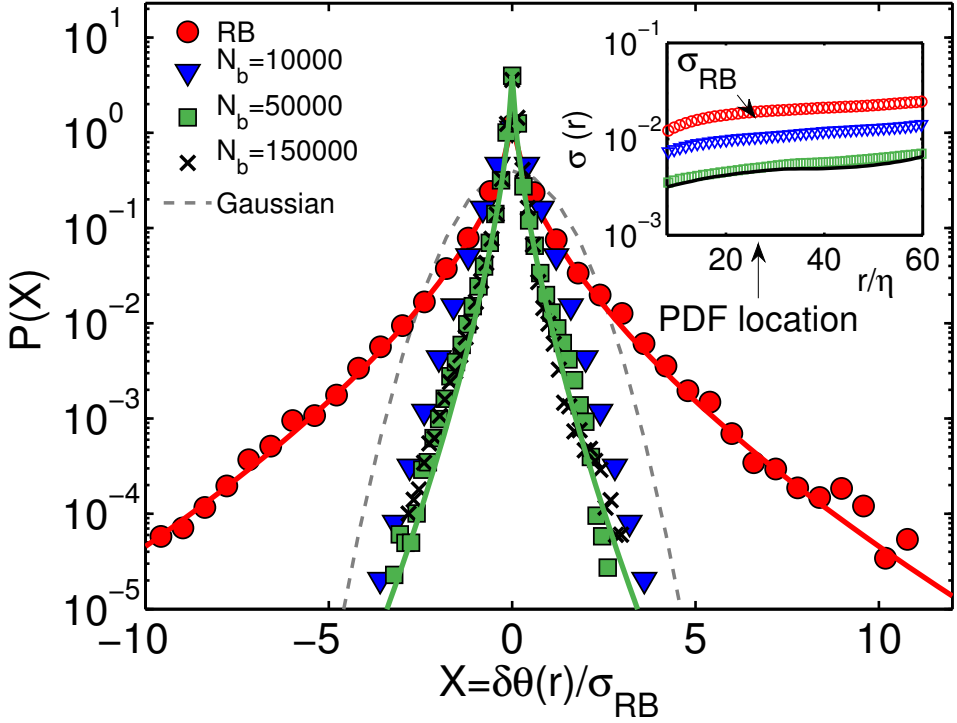 RB
N_b=10000
N_b=50000
N_b=150000
Gaussian
10^0
10^-1
10^-2
10^-3
10^-4
10^-5
P(X)
−10 −5 0 5 10
X=δθ(r)/σ_RB
10^-1
10^-2
10^-3
σ (r)
σ_RB
20 40 60
r/η
PDF location